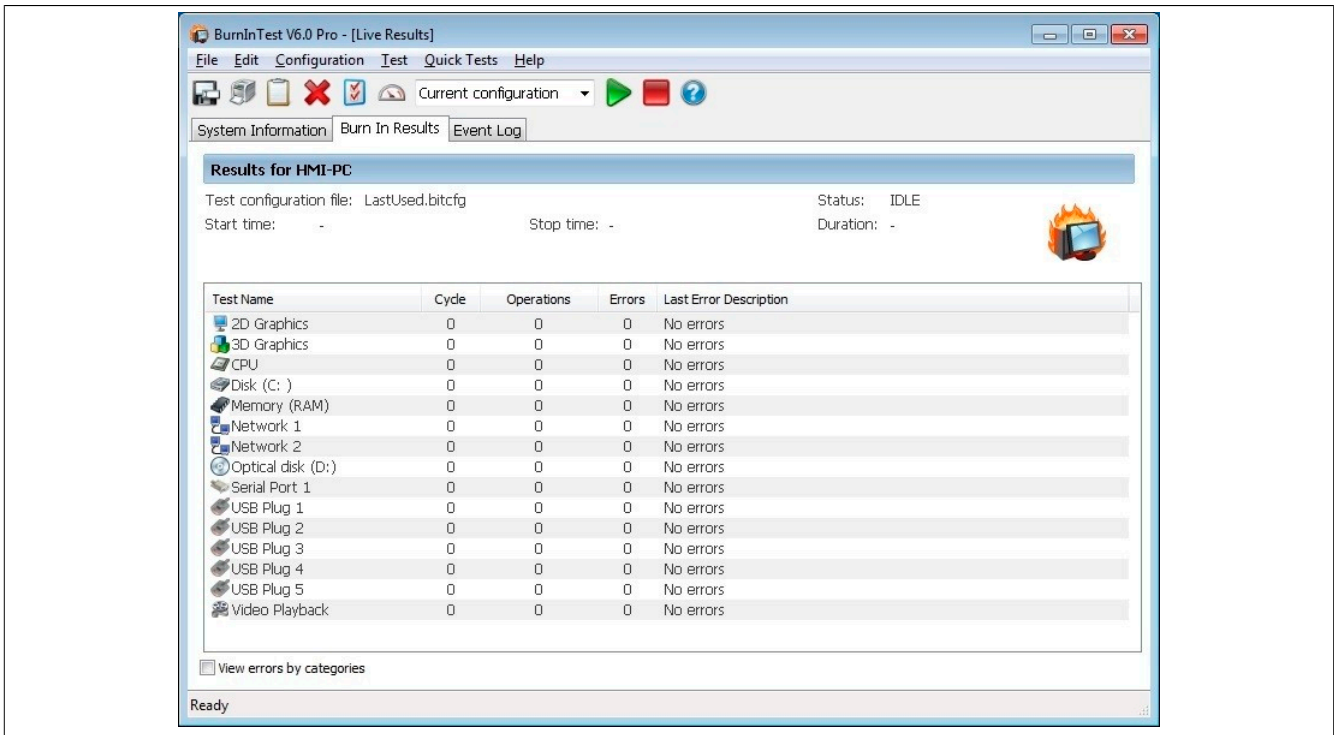 BurnInTest V6.0 Pro - [Live Results]
File Edit Configuration Test Quick Tests Help
Current configuration
System Information Burn In Results Event Log
Results for HMI-PC
Test configuration file: LastUsed.bitcfg Status: IDLE
Start time: - Stop time: - Duration: -
Test Name Cycle Operations Errors Last Error Description
2D Graphics 0 0 0 No errors
3D Graphics 0 0 0 No errors
CPU 0 0 0 No errors
Disk (C: ) 0 0 0 No errors
Memory (RAM) 0 0 0 No errors
Network 1 0 0 0 No errors
Network 2 0 0 0 No errors
Optical disk (D:) 0 0 0 No errors
Serial Port 1 0 0 0 No errors
USB Plug 1 0 0 0 No errors
USB Plug 2 0 0 0 No errors
USB Plug 3 0 0 0 No errors
USB Plug 4 0 0 0 No errors
USB Plug 5 0 0 0 No errors
Video Playback 0 0 0 No errors
View errors by categories
Ready